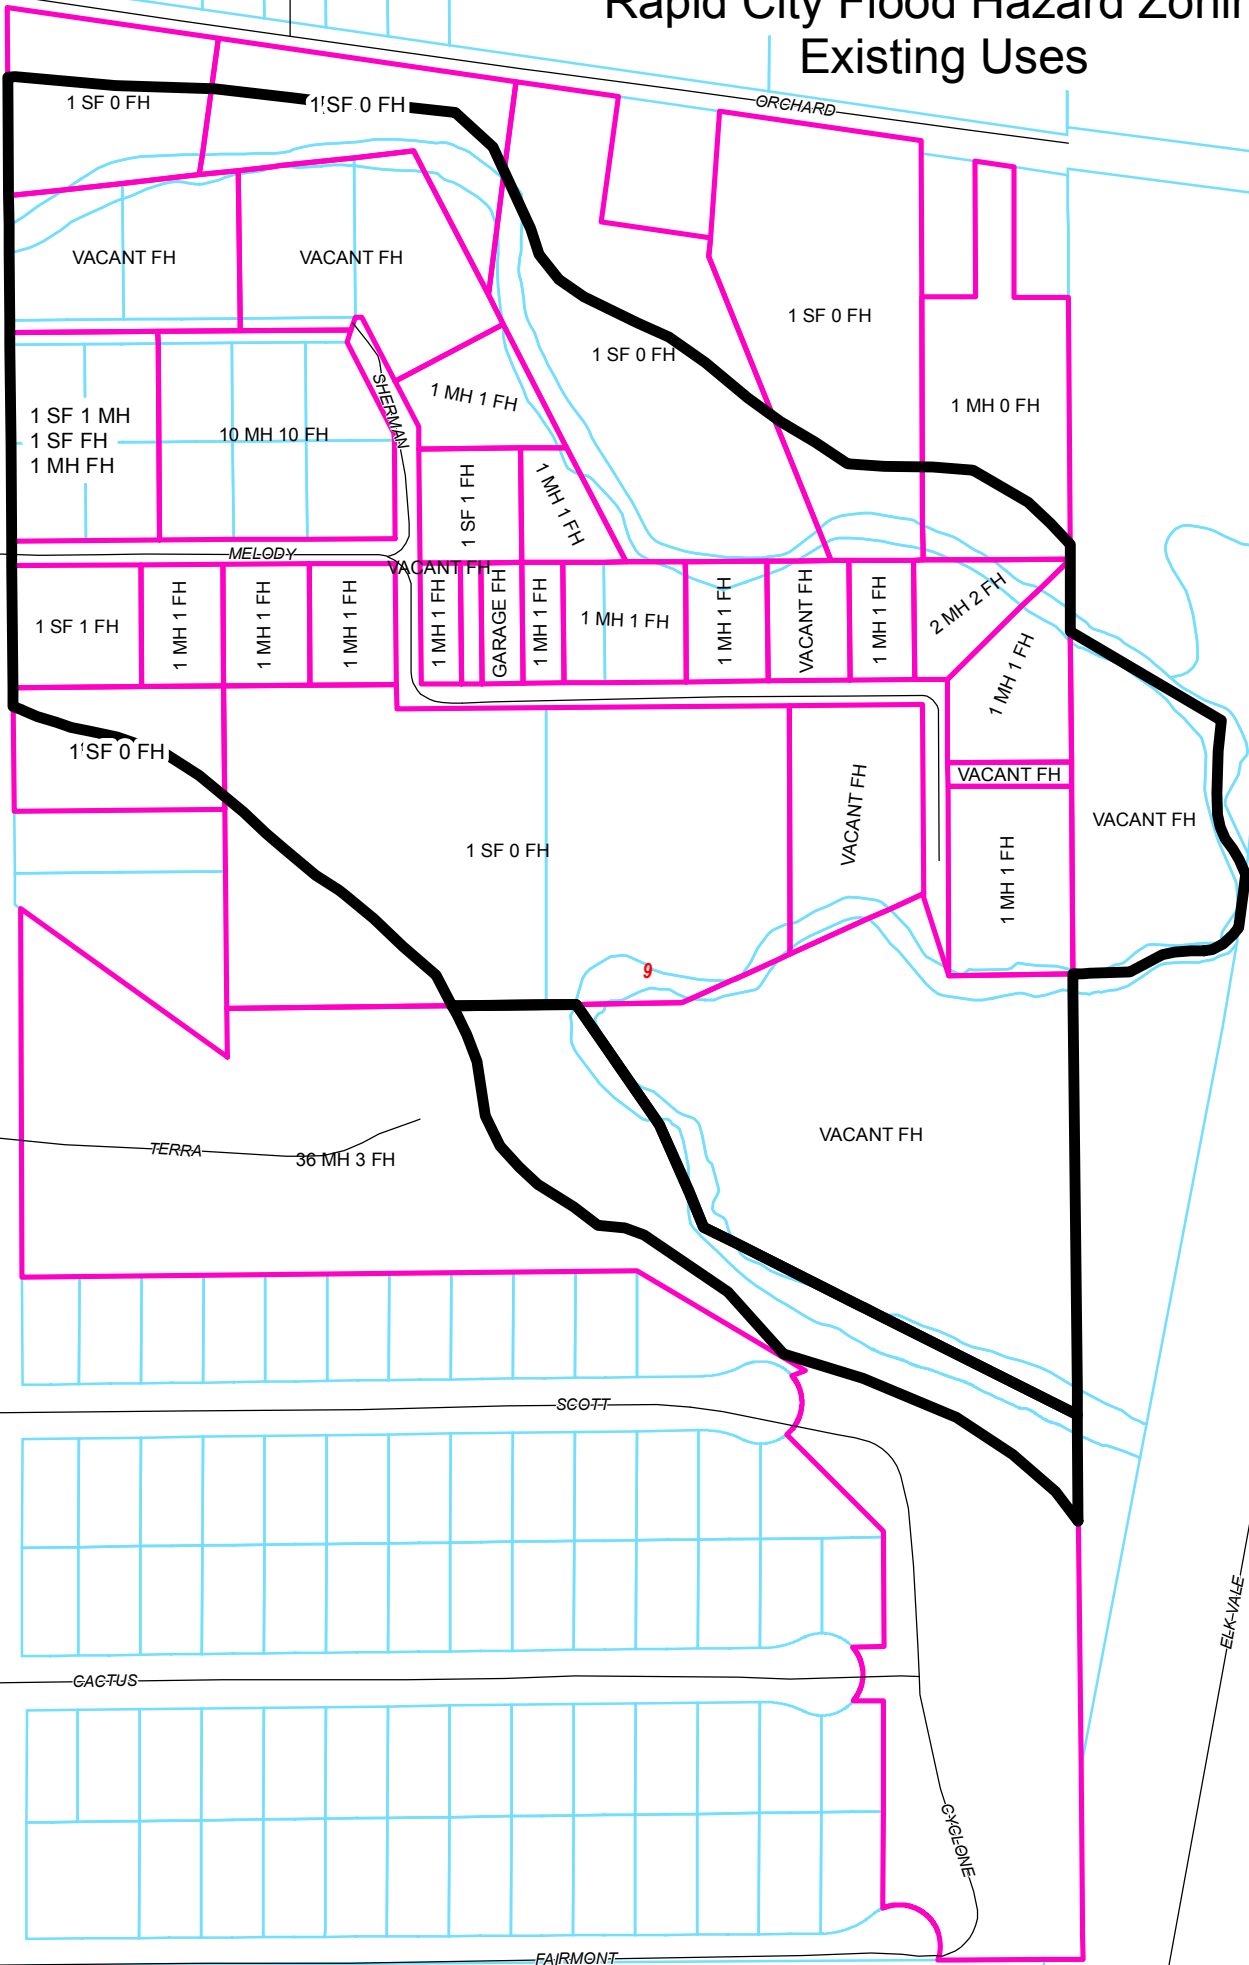 Rapid City Flood Hazard Zonin
Existing Uses
ORCHARD
1 SF 0 FH
1 SF 0 FH
VACANT FH
VACANT FH
1 SF 0 FH
1 SF 0 FH
1 MH 0 FH
SHERMAN
1 MH 1 FH
1 SF 1 MH
1 SF FH
1 MH FH
10 MH 10 FH
1 SF 1 FH
1 MH 1 FH
MELODY
VACANT FH
1 SF 1 FH
1 MH 1 FH
1 MH 1 FH
1 MH 1 FH
1 MH 1 FH
GARAGE FH
1 MH 1 FH
1 MH 1 FH
1 MH 1 FH
VACANT FH
1 MH 1 FH
2 MH 2 FH
1 MH 1 FH
1 SF 0 FH
VACANT FH
VACANT FH
VACANT FH
1 SF 0 FH
1 MH 1 FH
9
TERRA
36 MH 3 FH
VACANT FH
SCOTT
ELK VALE
CACTUS
CYCLONE
FAIRMONT